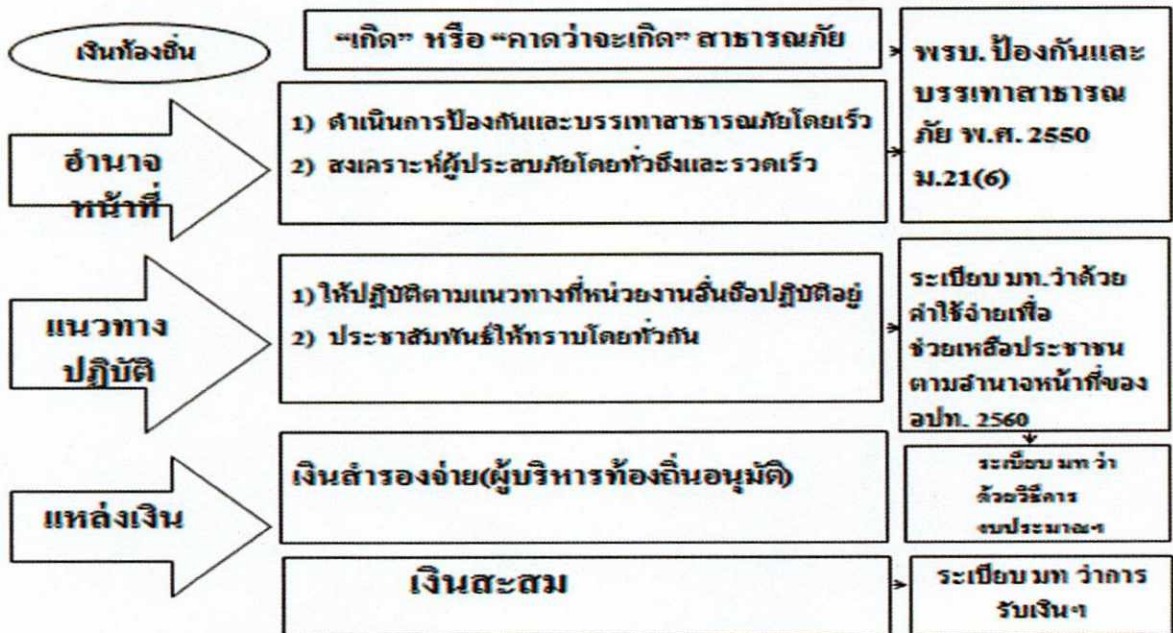 เงินท้องถิ่น
“เกิด” หรือ “คาดว่าจะเกิด” สาธารณภัย
พรบ. ป้องกันและ
บรรเทาสาธารณ
ภัย พ.ศ. 2550
ม.21(6)
อำนาจ
หน้าที่
1) ดำเนินการป้องกันและบรรเทาสาธารณภัยโดยเร็ว
2) สงเคราะห์ผู้ประสบภัยโดยทั่วถึงและรวดเร็ว
แนวทาง
ปฏิบัติ
1) ให้ปฏิบัติตามแนวทางที่หน่วยงานอื่นถือปฏิบัติอยู่
2) ประชาสัมพันธ์ให้ทราบโดยทั่วกัน
ระเบียบ มท.ว่าด้วย
ค่าใช้จ่ายเพื่อ
ช่วยเหลือประชาชน
ตามอำนาจหน้าที่ของ
อปท. 2560
แหล่งเงิน
เงินสำรองจ่าย(ผู้บริหารท้องถิ่นอนุมัติ)
ระเบียบ มท ว่า
ด้วยวิธีการ
งบประมาณฯ
เงินสะสม
ระเบียบ มท ว่าการ
รับเงินฯ